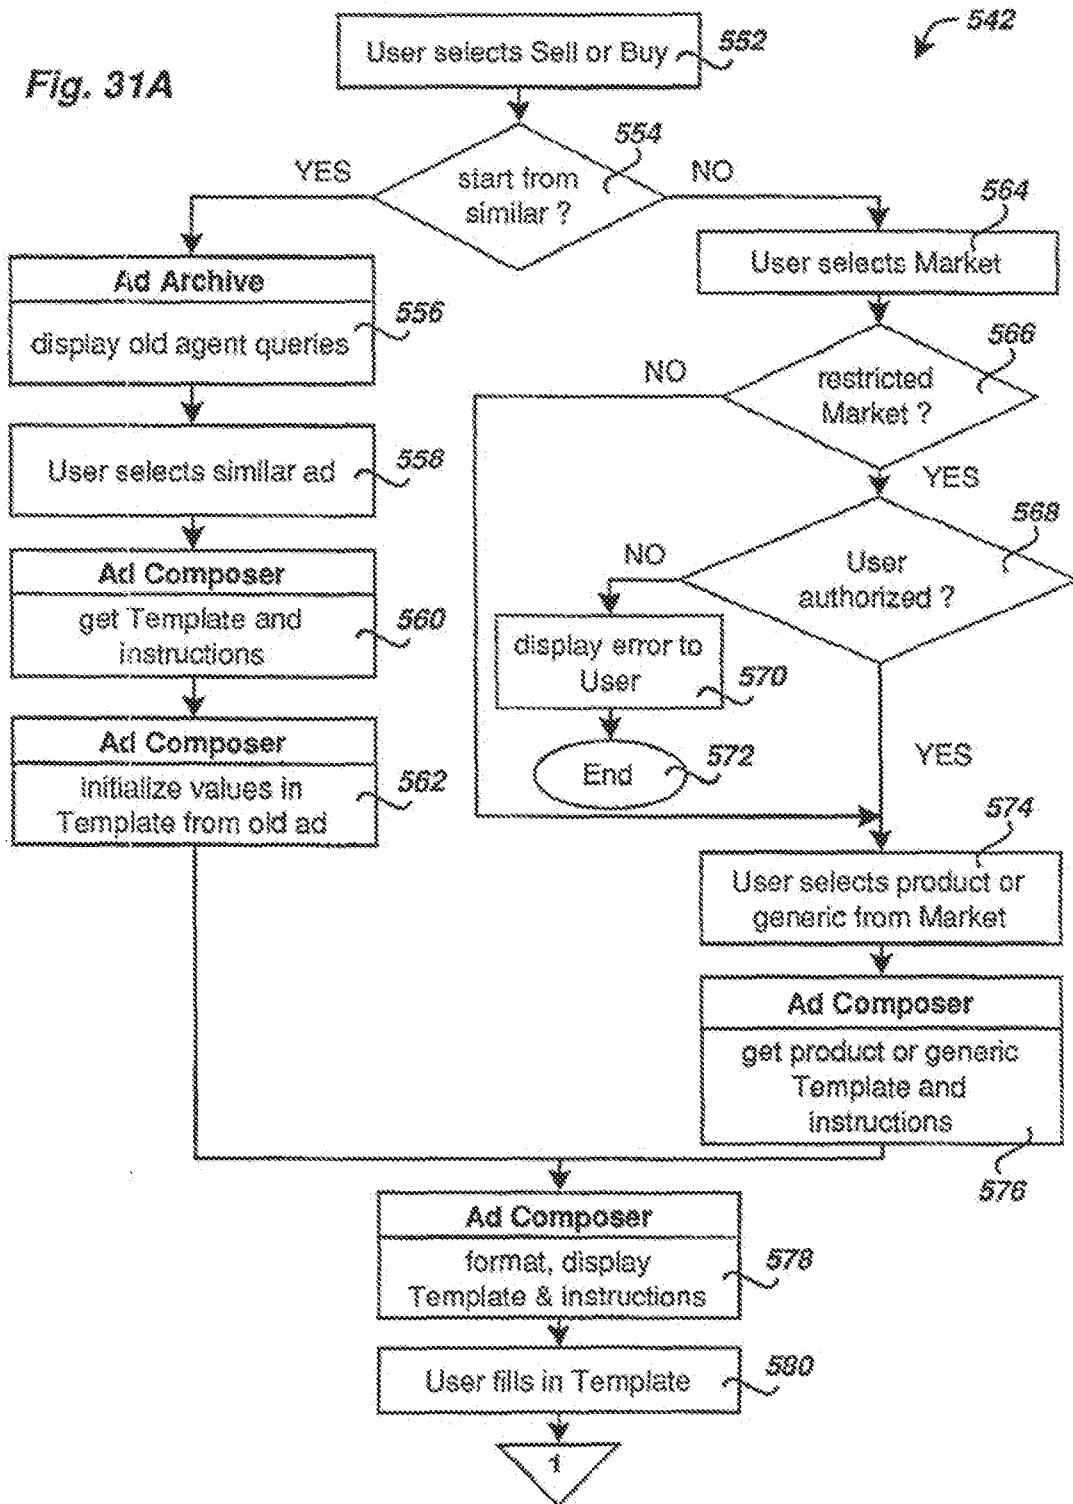 542
Fig. 31A
User selects Sell or Buy
552
554
start from
similar ?
YES
NO
564
User selects Market
Ad Archive
display old agent queries
556
566
restricted
Market ?
NO
YES
User selects similar ad
558
568
User
authorized ?
NO
YES
Ad Composer
get Template and
instructions
560
display error to
User
570
End
572
Ad Composer
initialize values in
Template from old ad
562
574
User selects product or
generic from Market
Ad Composer
get product or generic
Template and
instructions
576
Ad Composer
format, display
Template & instructions
578
User fills in Template
580
1